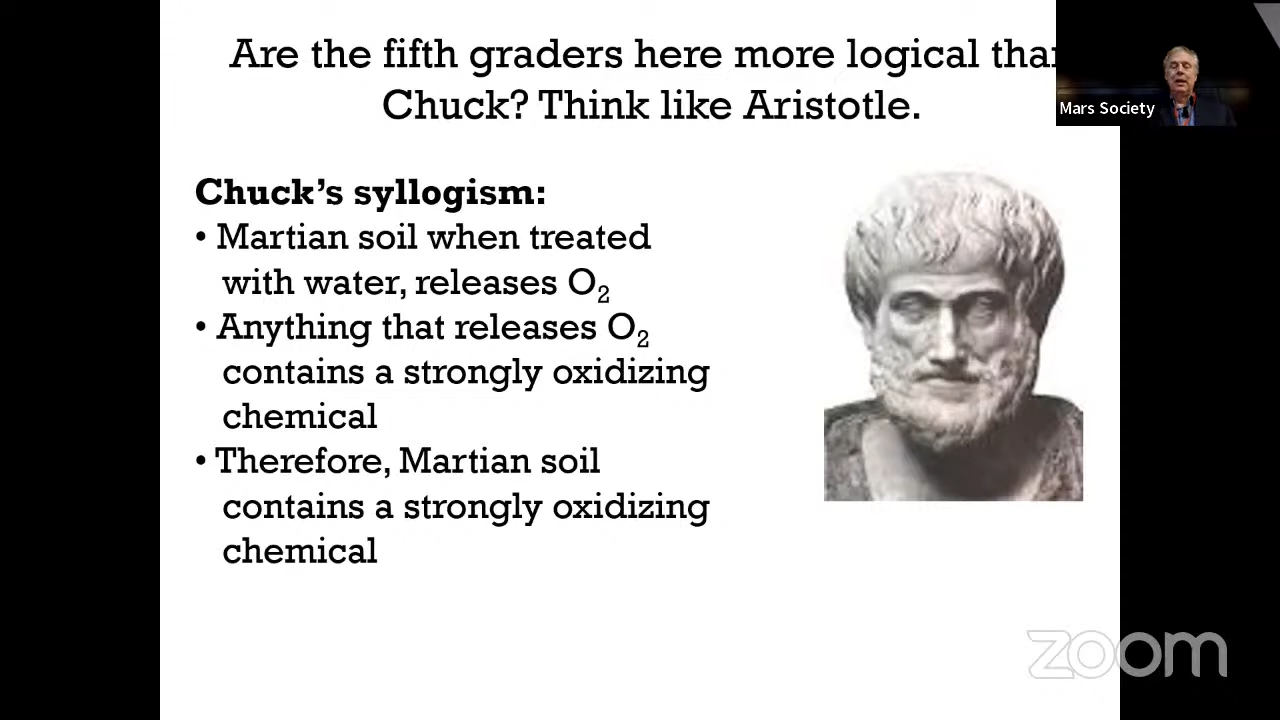 Are the fifth graders here more logical than
Chuck? Think like Aristotle.
Mars Society
Chuck's syllogism:
• Martian soil when treated
with water, releases O₂
• Anything that releases O₂
contains a strongly oxidizing
chemical
• Therefore, Martian soil
contains a strongly oxidizing
chemical
zoom